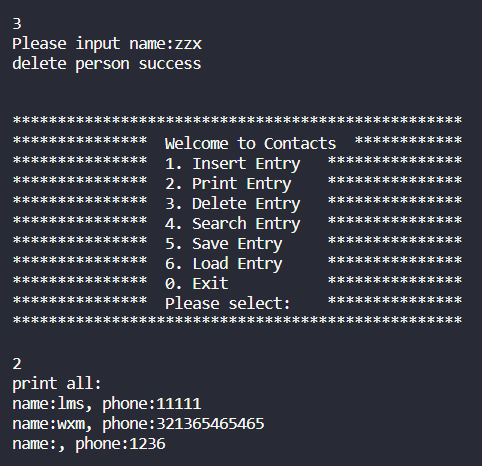 3
Please input name:zzx
delete person success
**************************************************
*************** Welcome to Contacts ************
*************** 1. Insert Entry ***************
*************** 2. Print Entry ***************
*************** 3. Delete Entry ***************
*************** 4. Search Entry ***************
*************** 5. Save Entry ***************
*************** 6. Load Entry ***************
*************** 0. Exit ***************
*************** Please select: ***************
**************************************************
2
print all:
name:lms, phone:11111
name:wxm, phone:321365465465
name:, phone:1236